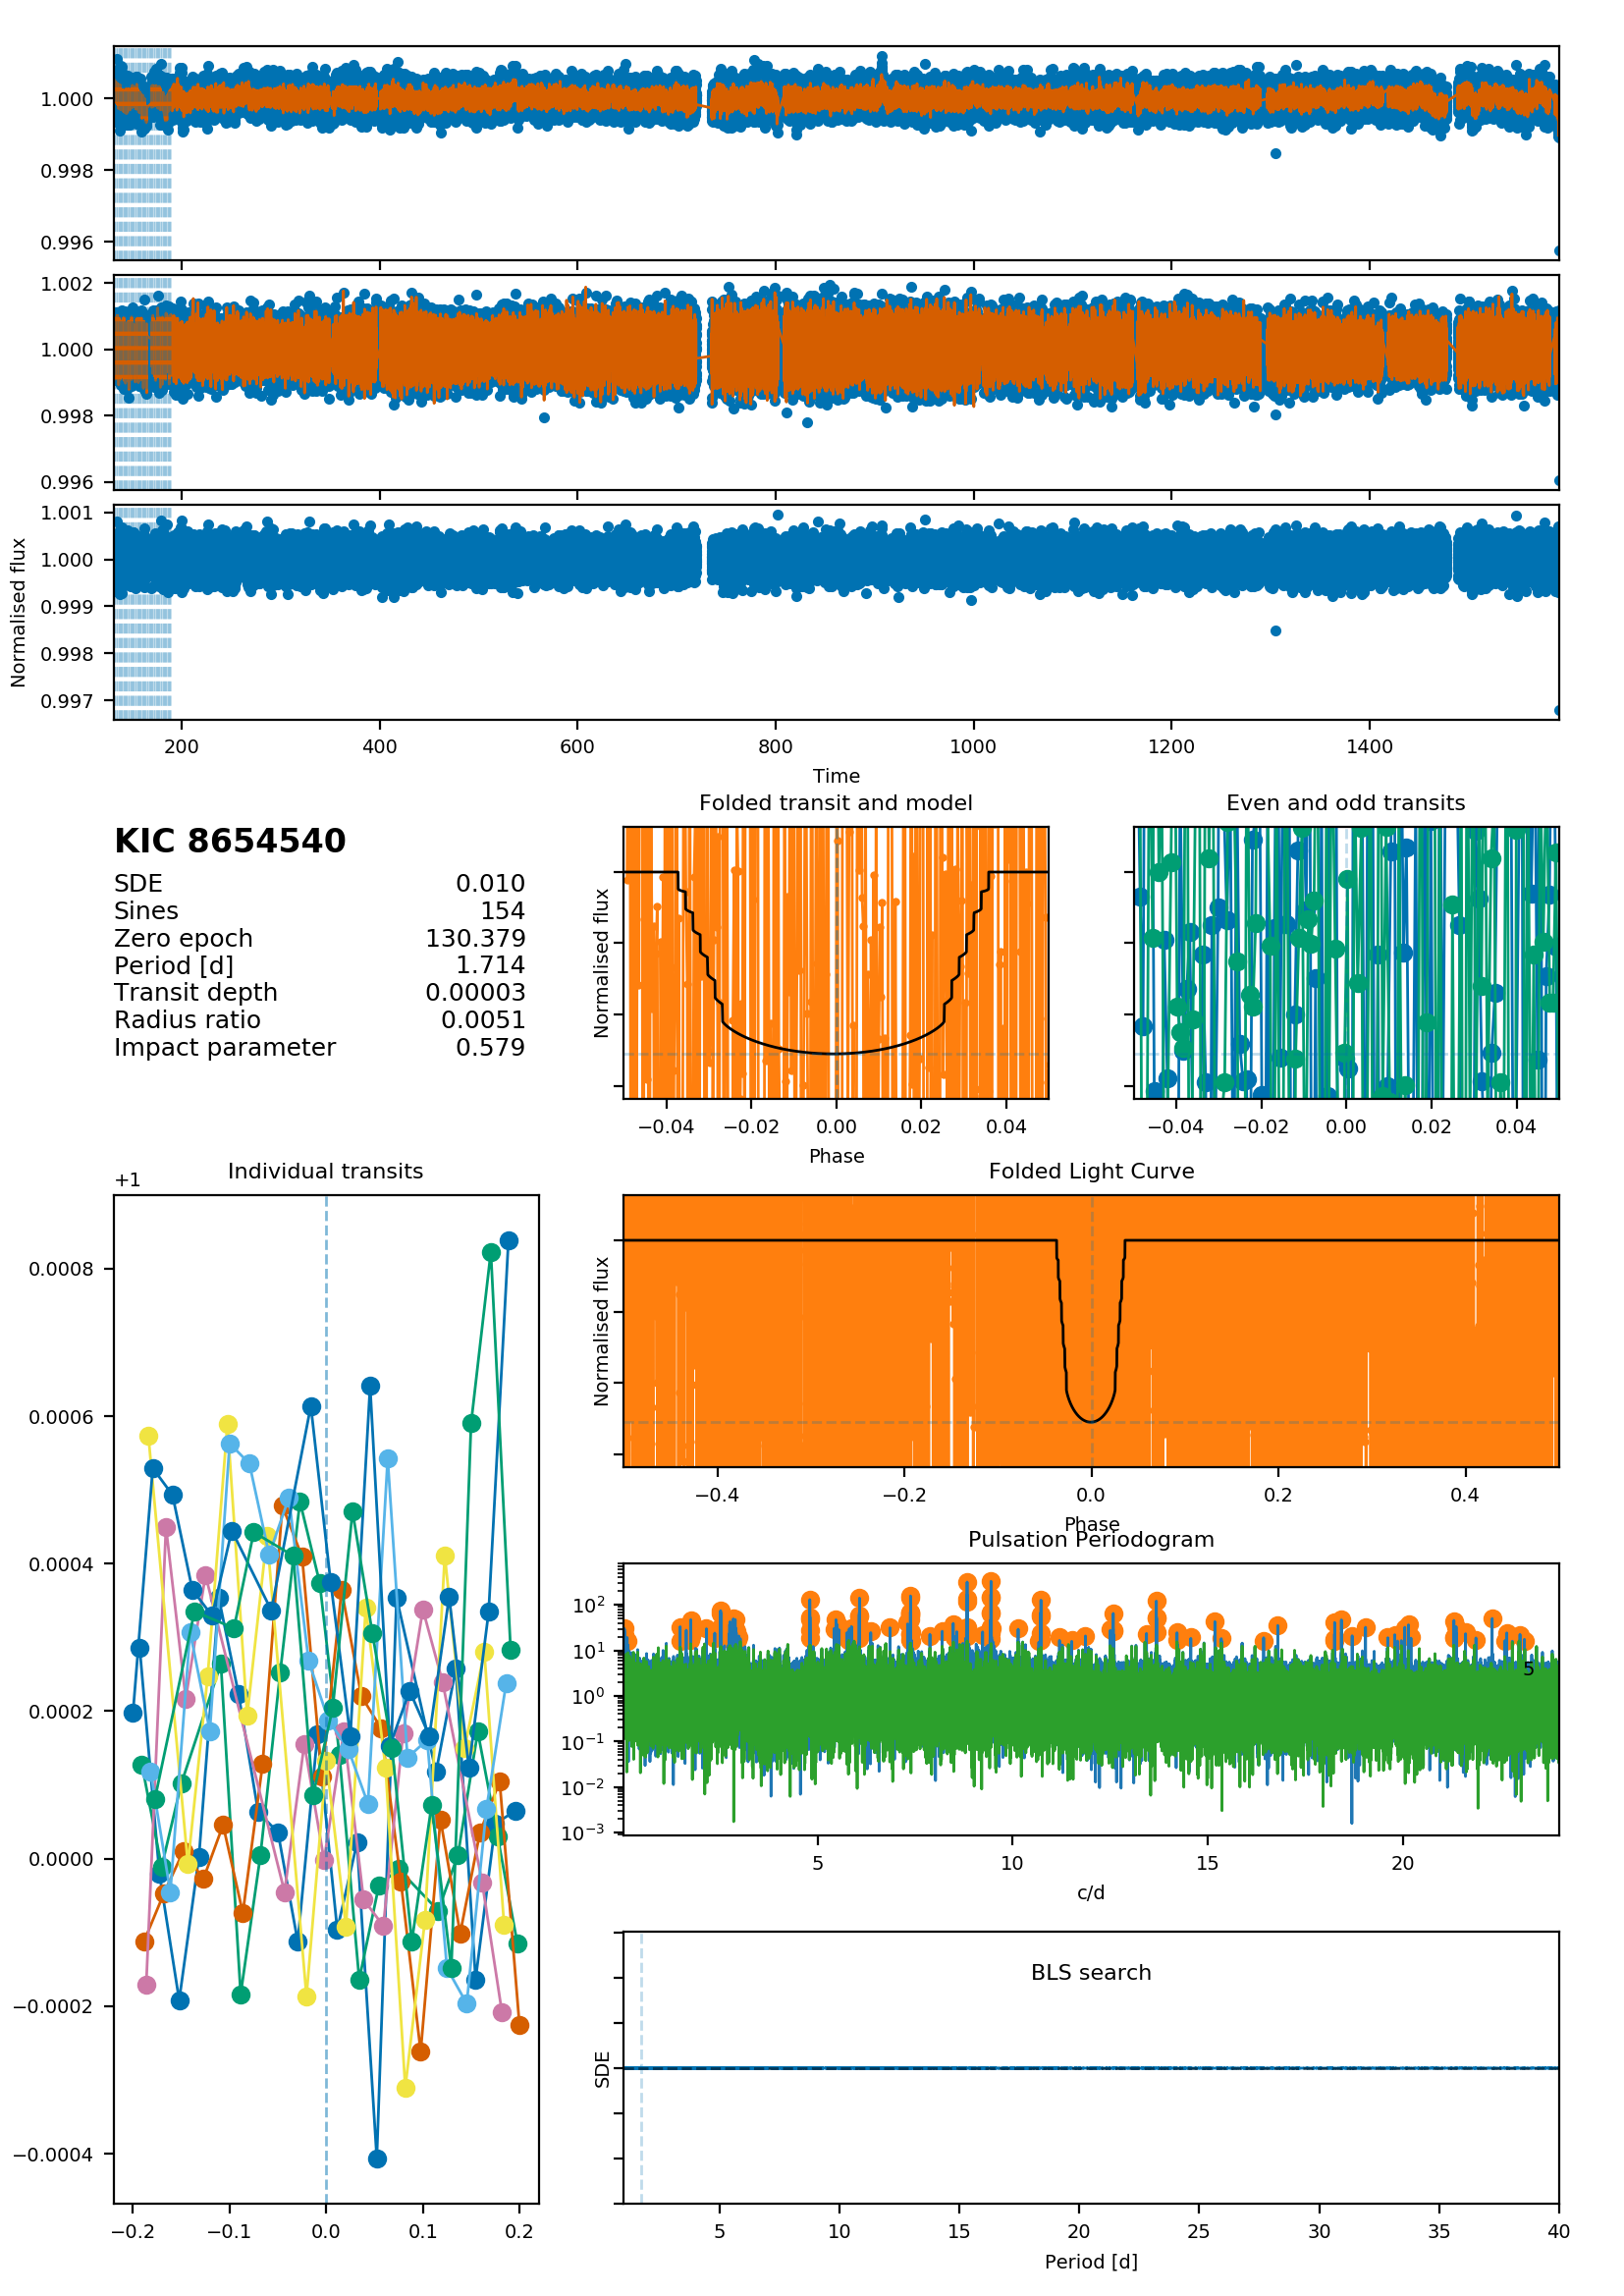 1.000
0.998
0.996
1.002
1.000
0.998
0.996
1.001
1.000
0.999
0.998
0.997
Normalised flux
200 400 600 800 1000 1200 1400
Time
KIC 8654540
SDE 0.010
Sines 154
Zero epoch 130.379
Period [d] 1.714
Transit depth 0.00003
Radius ratio 0.0051
Impact parameter 0.579
Folded transit and model
Normalised flux
−0.04 −0.02 0.00 0.02 0.04
Phase
Even and odd transits
−0.04 −0.02 0.00 0.02 0.04
Individual transits
+1
0.0008
0.0006
0.0004
0.0002
0.0000
−0.0002
−0.0004
−0.2 −0.1 0.0 0.1 0.2
Folded Light Curve
Normalised flux
−0.4 −0.2 0.0 0.2 0.4
Phase
Pulsation Periodogram
10²
10¹
10⁰
10⁻¹
10⁻²
10⁻³
5
5 10 15 20
c/d
BLS search
SDE
5 10 15 20 25 30 35 40
Period [d]